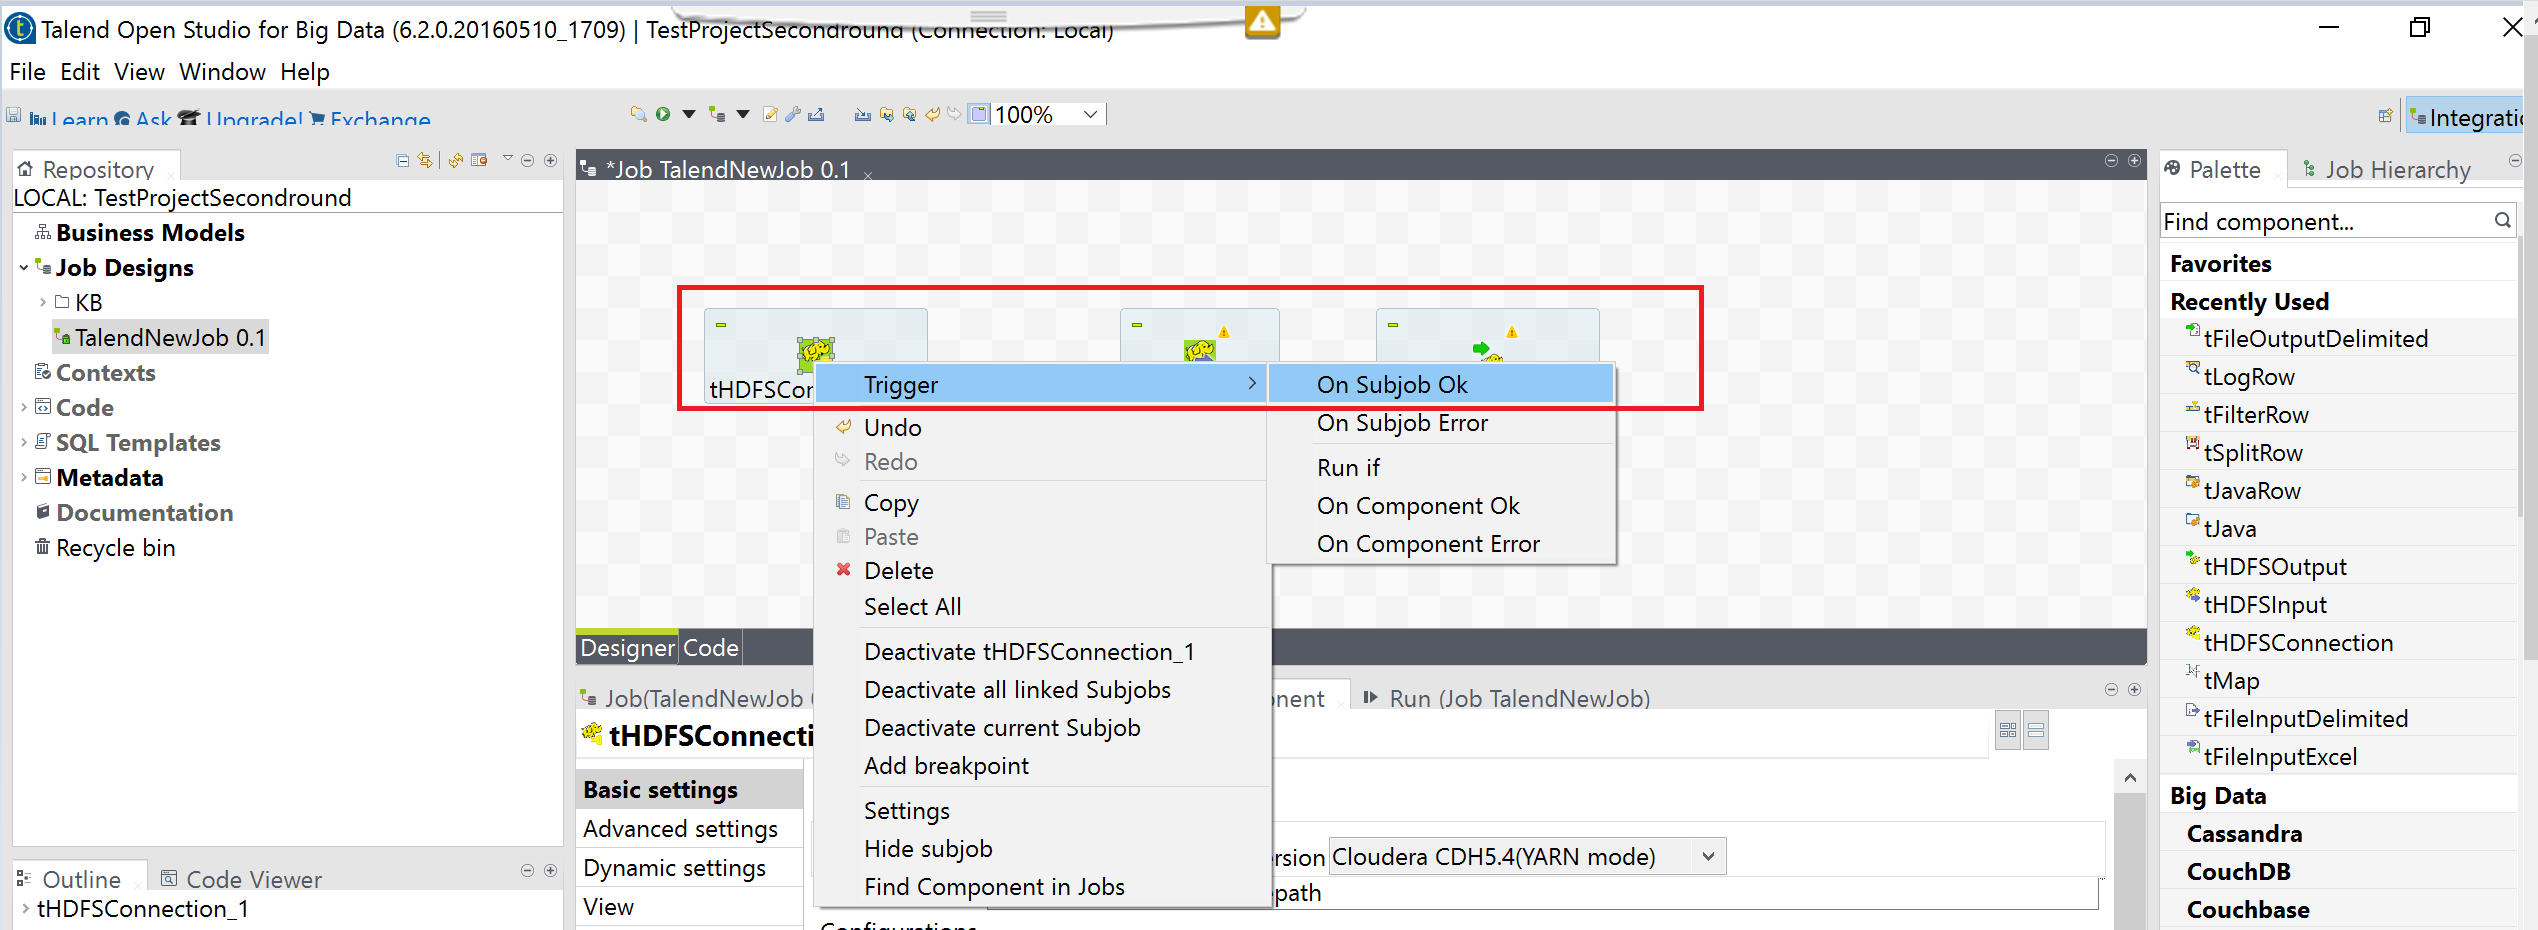 Talend Open Studio for Big Data (6.2.0.20160510_1709) | TestProjectSecondround (Connection: Local)
File Edit View Window Help
Learn Ask Upgrade! Exchange
100%
Integratio
Repository
LOCAL: TestProjectSecondround
Business Models
Job Designs
KB
TalendNewJob 0.1
Contexts
Code
SQL Templates
Metadata
Documentation
Recycle bin
Outline
Code Viewer
tHDFSConnection_1
*Job TalendNewJob 0.1
tHDFSCon
Trigger
Undo
Redo
Copy
Paste
Delete
Select All
Deactivate tHDFSConnection_1
Deactivate all linked Subjobs
Deactivate current Subjob
Add breakpoint
Settings
Hide subjob
Find Component in Jobs
On Subjob Ok
On Subjob Error
Run if
On Component Ok
On Component Error
Designer
Code
Job(TalendNewJob
nent
Run (Job TalendNewJob)
tHDFSConnecti
Basic settings
Advanced settings
Dynamic settings
View
ersion
Cloudera CDH5.4(YARN mode)
epath
Configurations
Palette
Job Hierarchy
Find component...
Favorites
Recently Used
tFileOutputDelimited
tLogRow
tFilterRow
tSplitRow
tJavaRow
tJava
tHDFSOutput
tHDFSInput
tHDFSConnection
tMap
tFileInputDelimited
tFileInputExcel
Big Data
Cassandra
CouchDB
Couchbase